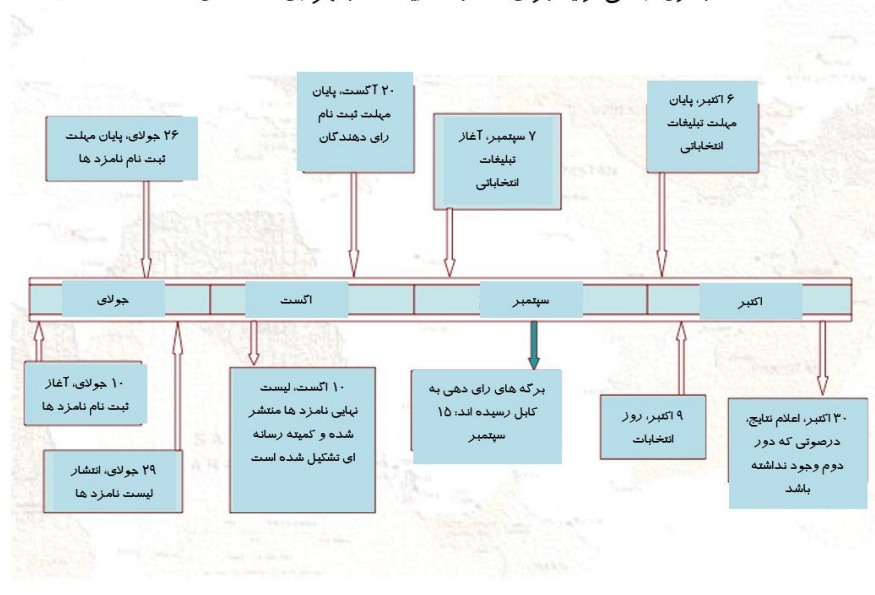 ۲۶ جولای، پایان مهلت
ثبت نام نامزد ها
۲۰ آگست، پایان
مهلت ثبت نام
رای دهندگان
۷ سپتمبر، آغاز
تبلیغات
انتخاباتی
۶ اکتبر، پایان
مهلت تبلیغات
انتخاباتی
جولای
اگست
سپتمبر
اکتبر
۱۰ جولای، آغاز
ثبت نام نامزد ها
۲۹ جولای، انتشار
لیست نامزد ها
۱۰ اگست، لیست
نهایی نامزد ها منتشر
شده و کمیته رسانه
ای تشکیل شده است
برگه های رای دهی به
کابل رسیده اند: ۱۵
سپتمبر
۹ اکتبر، روز
انتخابات
۳۰ اکتبر، اعلام نتایج،
درصوتی که دور
دوم وجود نداشته
باشد